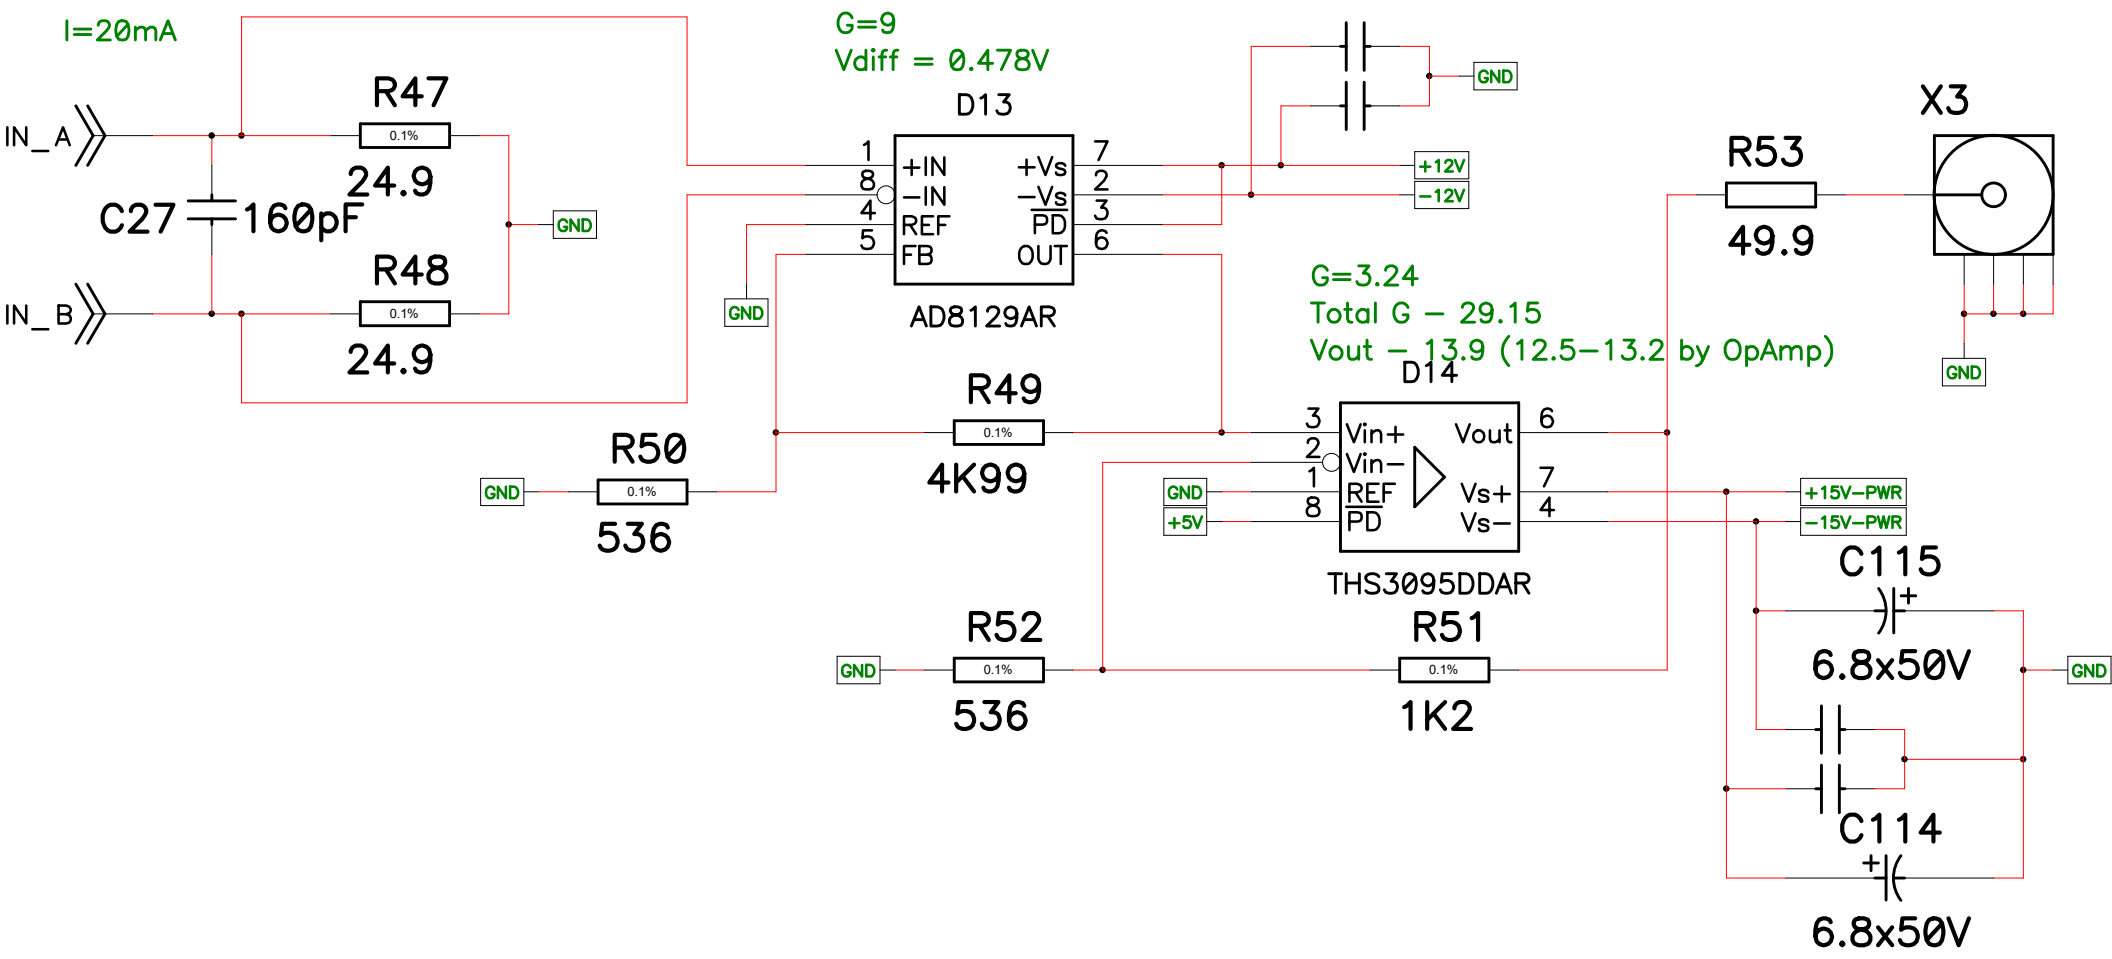 I=20mA
G=9
Vdiff = 0.478V
D13
GND
X3
R47
IN_A
0.1%
24.9
C27
160pF
GND
R48
IN_B
0.1%
24.9
1
8
4
5
+IN
-IN
REF
FB
+Vs
-Vs
PD
OUT
7
2
3
6
AD8129AR
GND
+12V
-12V
R53
49.9
GND
G=3.24
Total G - 29.15
Vout - 13.9 (12.5-13.2 by OpAmp)
D14
R49
0.1%
4K99
R50
GND
0.1%
536
3
2
1
8
Vin+
Vin-
REF
PD
Vout
Vs+
Vs-
6
7
4
GND
+5V
THS3095DDAR
+15V-PWR
-15V-PWR
C115
+
6.8x50V
GND
R52
GND
0.1%
536
R51
0.1%
1K2
C114
+
6.8x50V